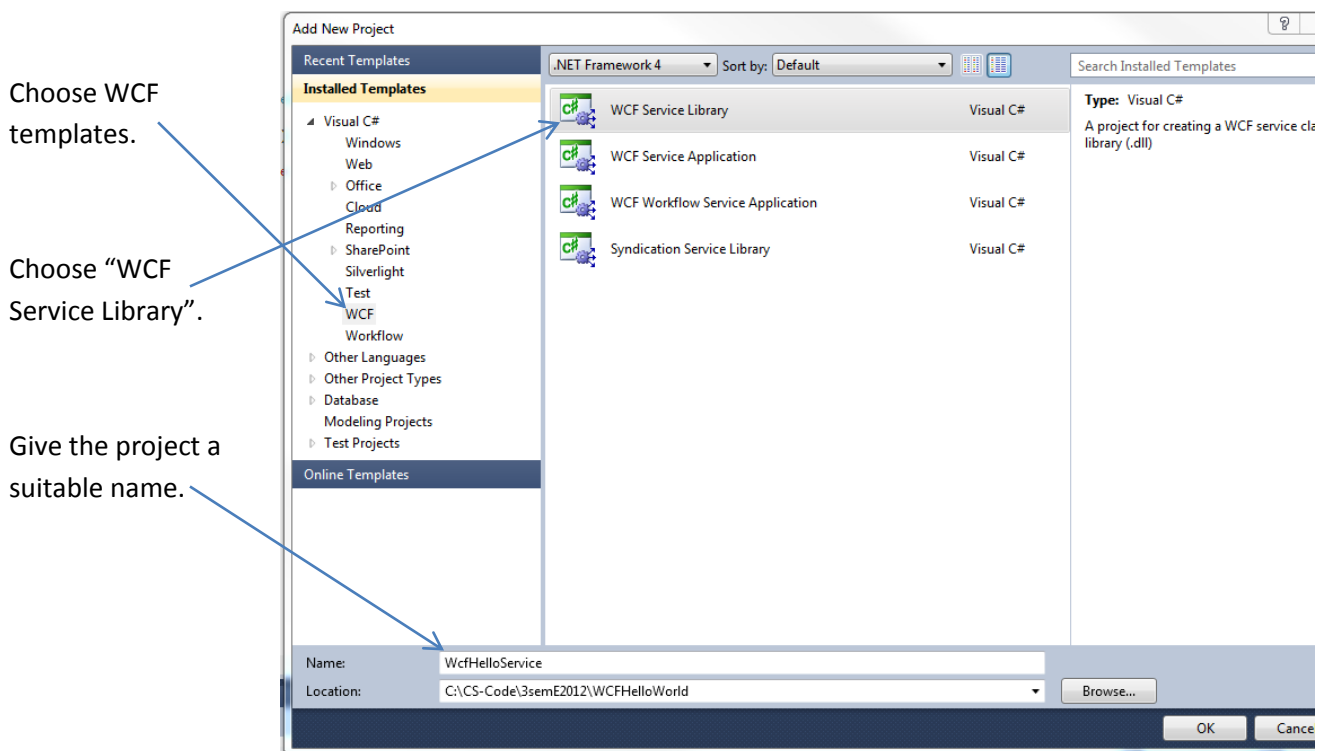 Choose WCF
templates.
Choose “WCF
Service Library”.
Give the project a
suitable name.
Add New Project
Recent Templates
Installed Templates
Visual C#
Windows
Web
Office
Cloud
Reporting
SharePoint
Silverlight
Test
WCF
Workflow
Other Languages
Other Project Types
Database
Modeling Projects
Test Projects
Online Templates
.NET Framework 4 Sort by: Default
WCF Service Library Visual C#
WCF Service Application Visual C#
WCF Workflow Service Application Visual C#
Syndication Service Library Visual C#
Search Installed Templates
Type: Visual C#
A project for creating a WCF service cla
library (.dll)
Name: WcfHelloService
Location: C:\CS-Code\3semE2012\WCFHelloWorld Browse...
OK Cance